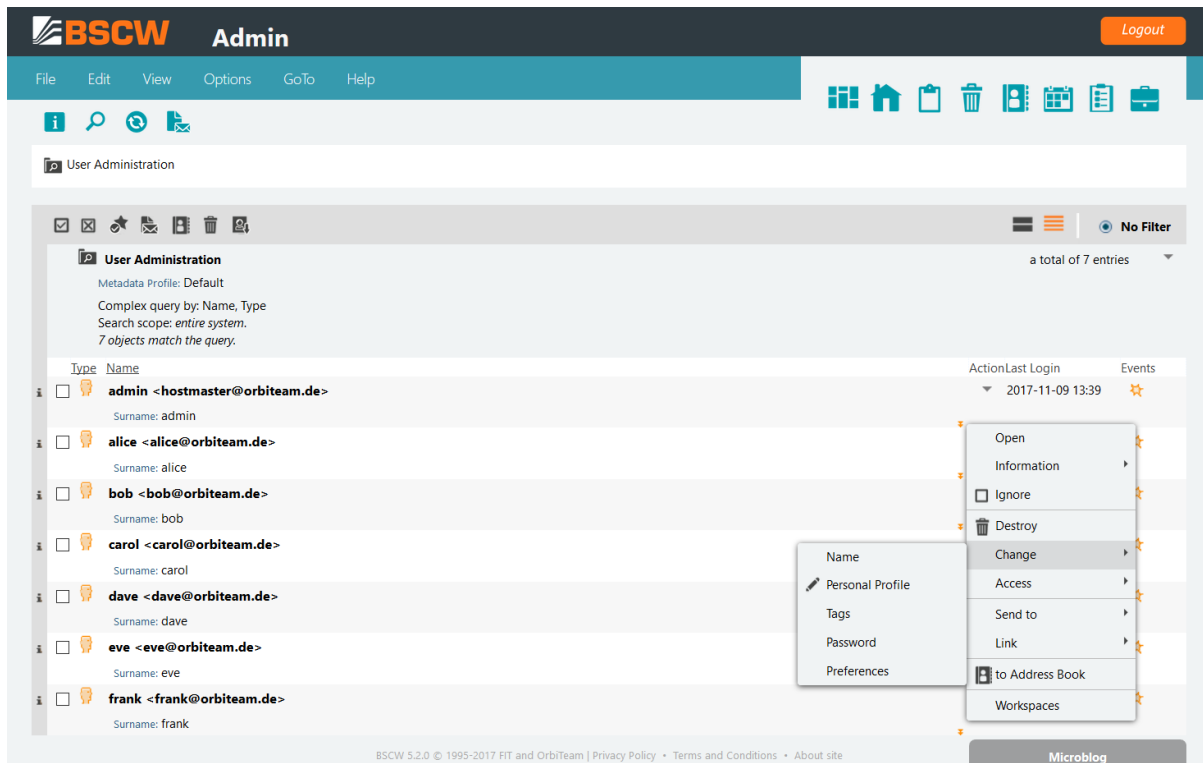 BSCW Admin Logout
File Edit View Options GoTo Help
User Administration
No Filter
User Administration a total of 7 entries
Metadata Profile: Default
Complex query by: Name, Type
Search scope: entire system.
7 objects match the query.
Type Name Action Last Login Events
admin <hostmaster@orbiteam.de> 2017-11-09 13:39
Surname: admin
alice <alice@orbiteam.de>
Surname: alice
bob <bob@orbiteam.de>
Surname: bob
carol <carol@orbiteam.de>
Surname: carol
dave <dave@orbiteam.de>
Surname: dave
eve <eve@orbiteam.de>
Surname: eve
frank <frank@orbiteam.de>
Surname: frank
Open
Information
Ignore
Destroy
Change
Access
Send to
Link
to Address Book
Workspaces
Name
Personal Profile
Tags
Password
Preferences
BSCW 5.2.0 © 1995-2017 FIT and OrbiTeam | Privacy Policy • Terms and Conditions • About site
Microblog